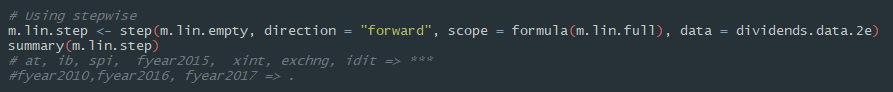 # Using stepwise
m.lin.step <- step(m.lin.empty, direction = "forward", scope = formula(m.lin.full), data = dividends.data.2e)
summary(m.lin.step)
# at, ib, spi,  fyear2015,  xint, exchng, idit => ***
#fyear2010,fyear2016, fyear2017 => .